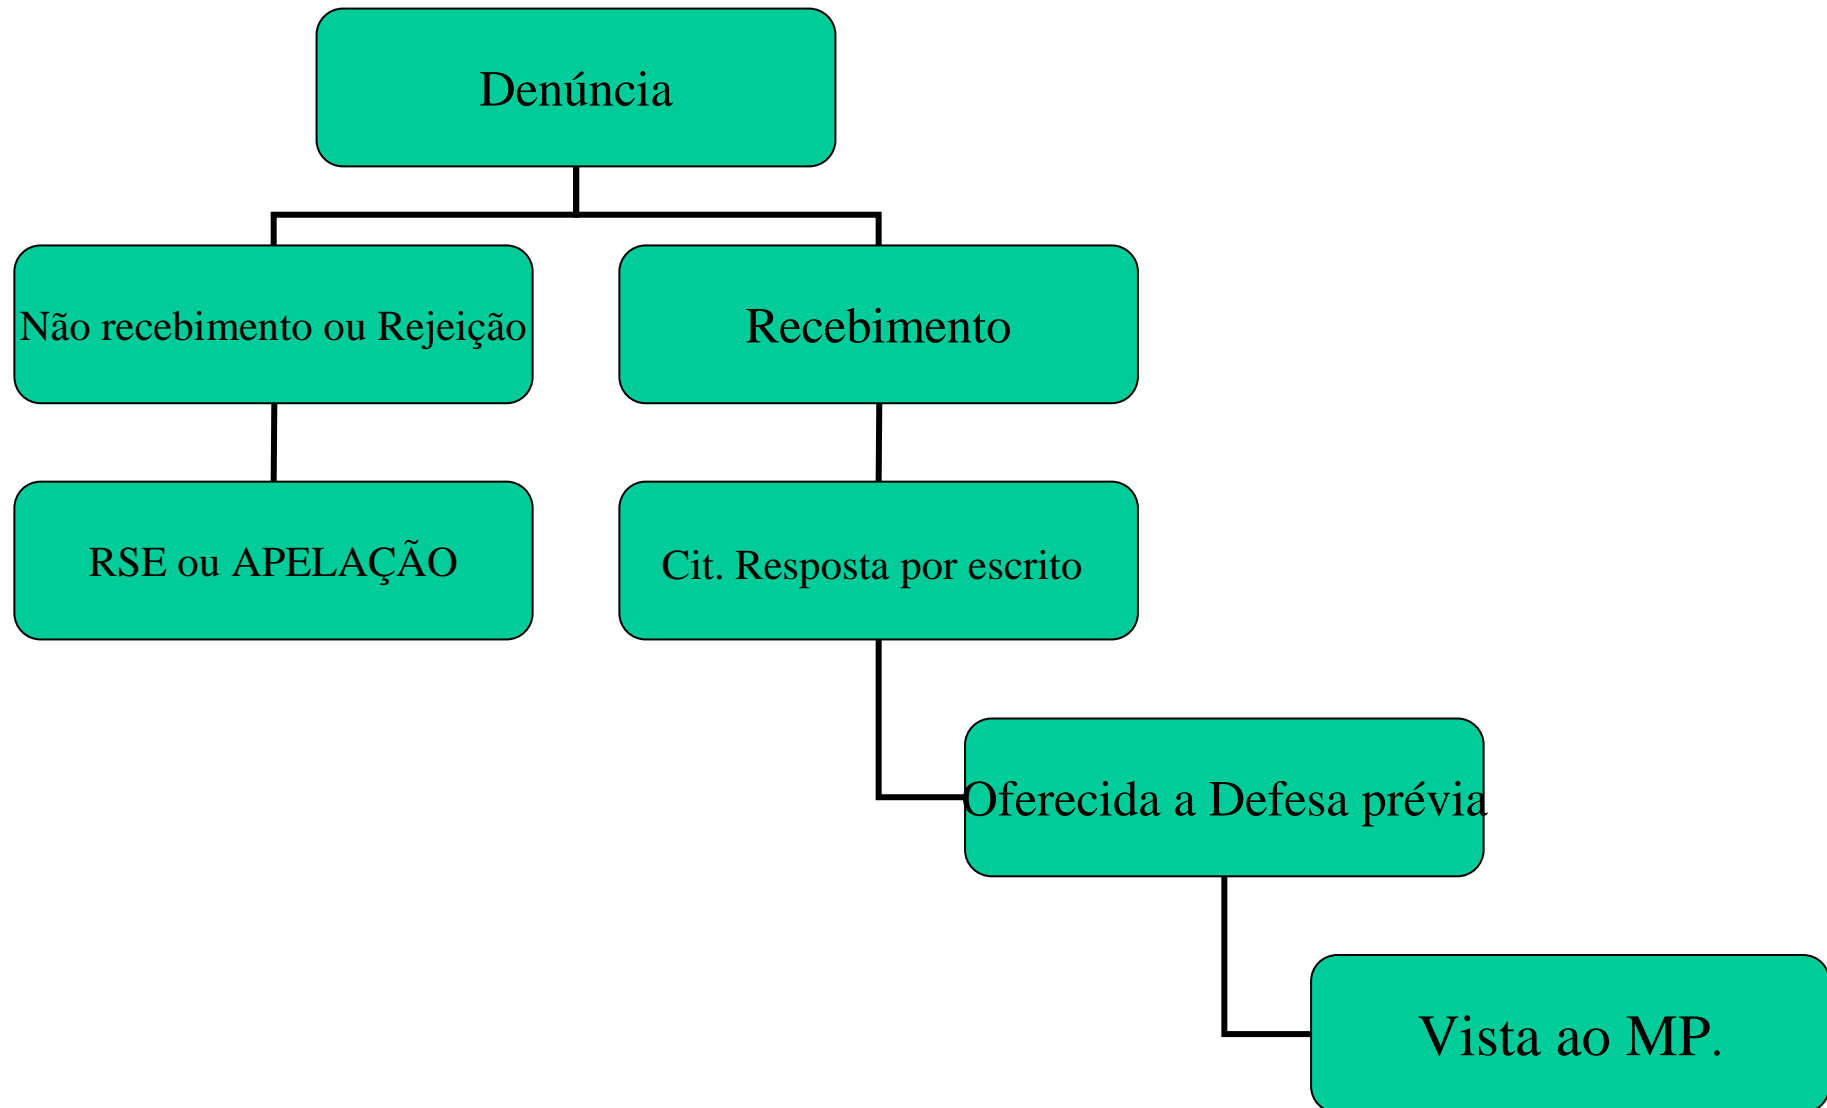 Denúncia
Não recebimento ou Rejeição
Recebimento
RSE ou APELAÇÃO
Cit. Resposta por escrito
Oferecida a Defesa prévia
Vista ao MP.